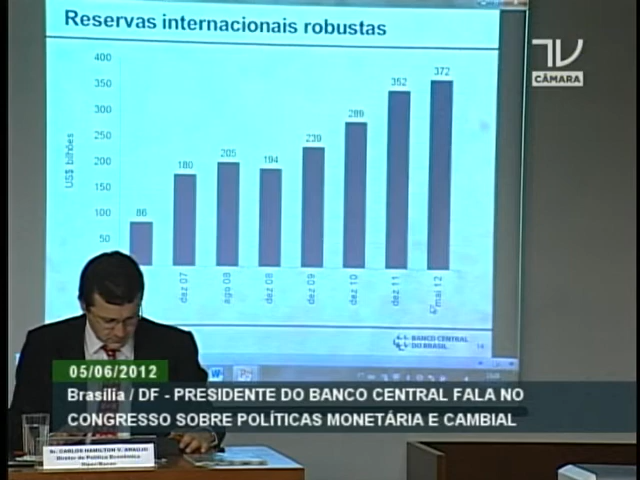 Reservas internacionais robustas
TV
CÂMARA
US$ bilhões
400
350
300
250
200
150
100
50
86
180
205
194
239
289
352
372
dez 07
ago 08
dez 08
dez 09
dez 10
dez 11
mai 12
BANCO CENTRAL
DO BRASIL
14
05/06/2012
Brasília / DF - PRESIDENTE DO BANCO CENTRAL FALA NO
CONGRESSO SOBRE POLÍTICAS MONETÁRIA E CAMBIAL
Sr. CARLOS HAMILTON V. ARAÚJO
Diretor de Política Econômica